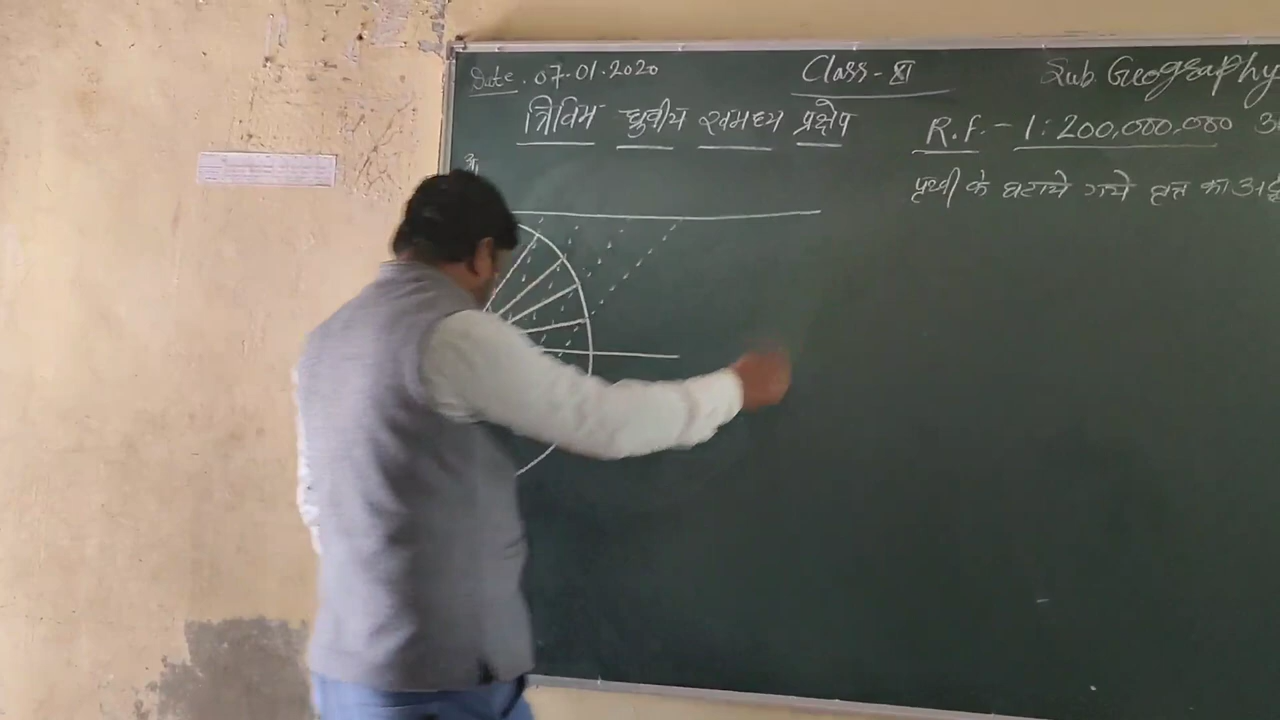 Date. 07.01.2020
Class-XI
Sub. Geography
त्रिविम ध्रुवीय खमध्य प्रक्षेप
R.F. - 1:200,000,000
पृथ्वी के घटाये गये वृत्त का